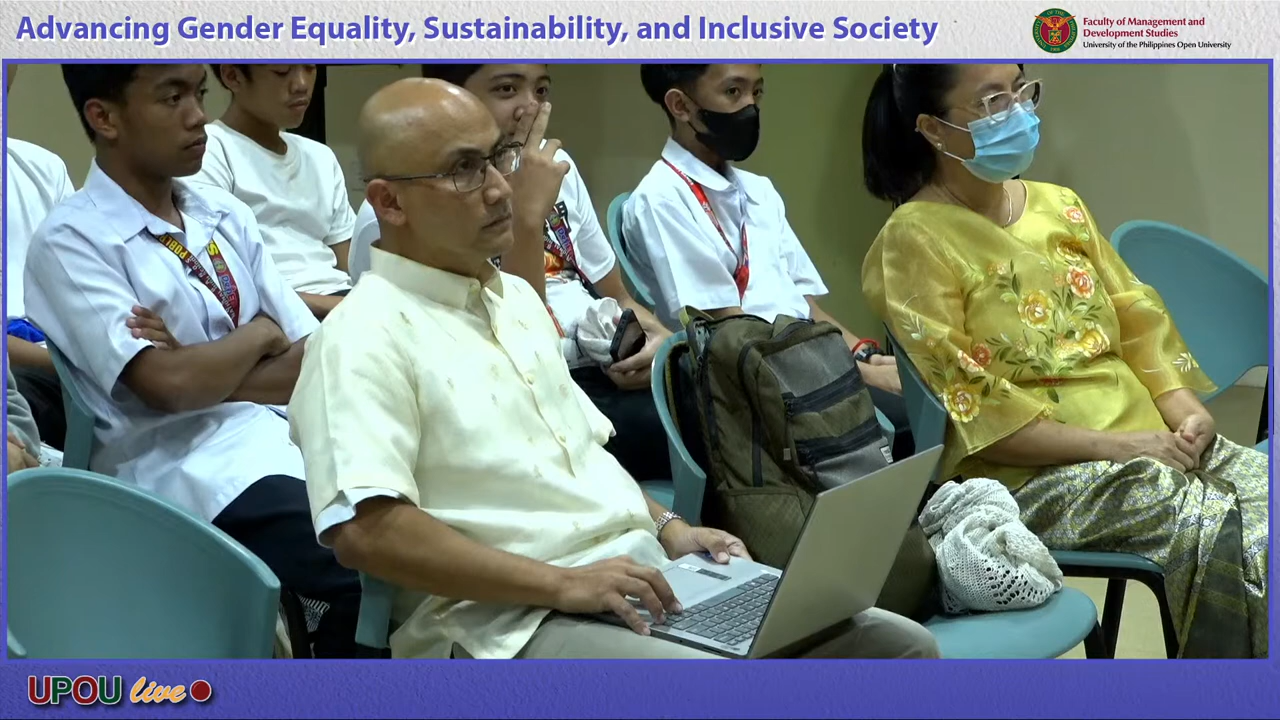 Advancing Gender Equality, Sustainability, and Inclusive Society
Faculty of Management and
Development Studies
University of the Philippines Open University
UPOU live